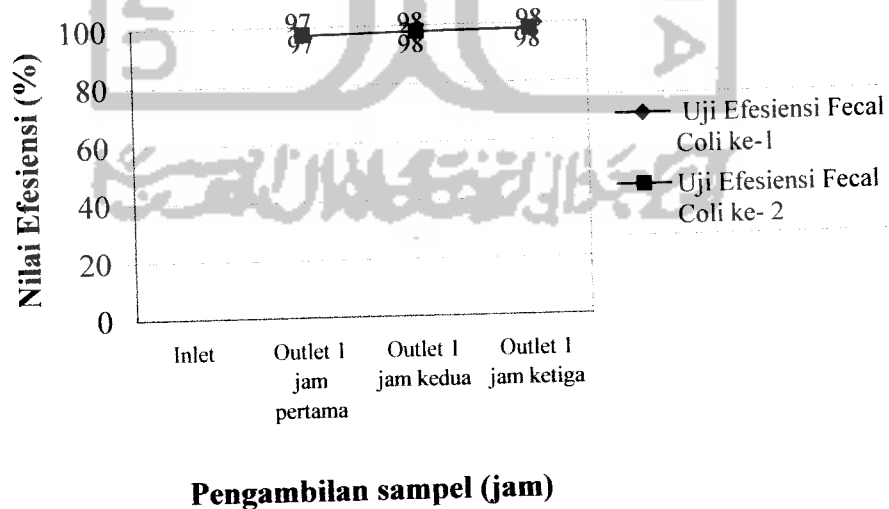 97
98
98
97
98
98
100
80
60
40
20
0
Nilai Efesiensi (%)
Inlet
Outlet 1
jam
pertama
Outlet 1
jam kedua
Outlet 1
jam ketiga
Pengambilan sampel (jam)
Uji Efesiensi Fecal
Coli ke-1
Uji Efesiensi Fecal
Coli ke- 2